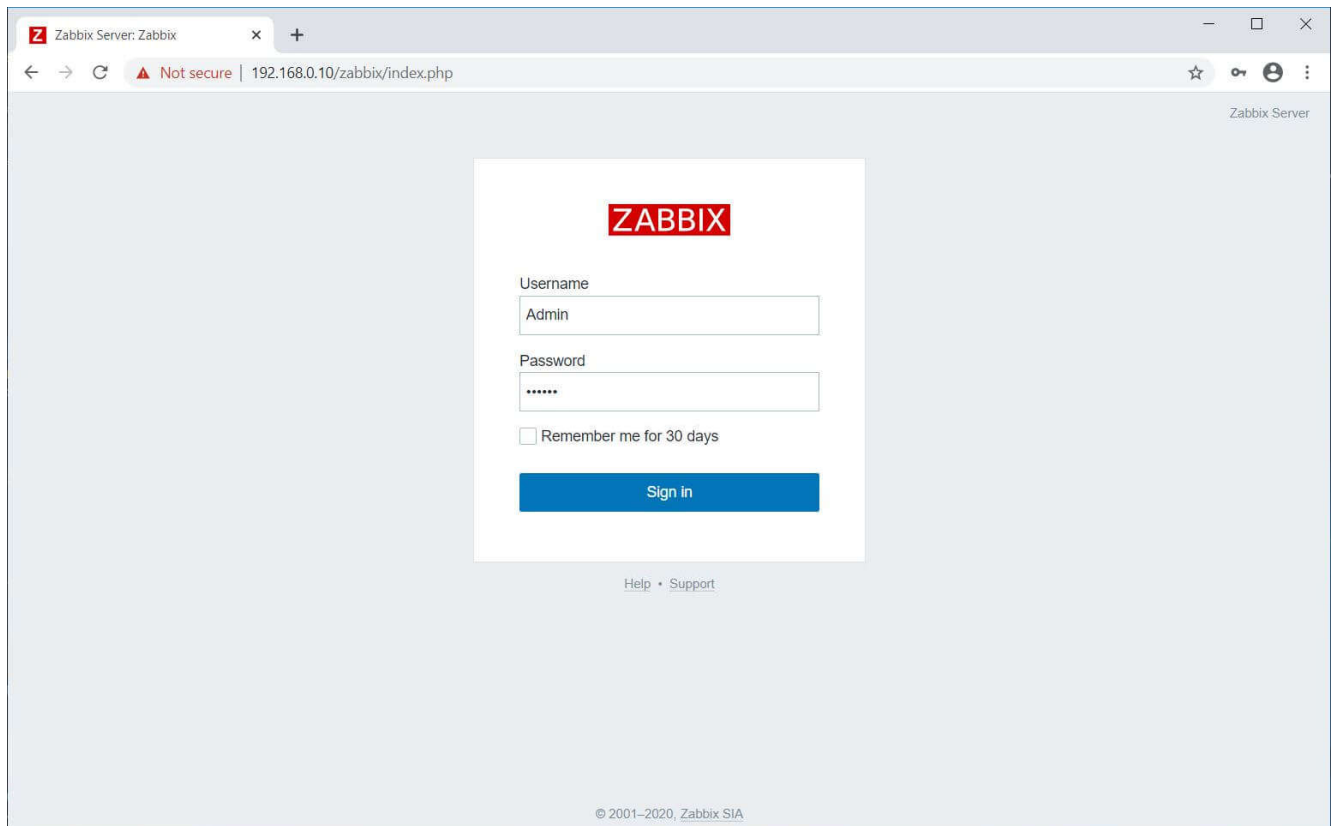 Z Zabbix Server: Zabbix
Not secure | 192.168.0.10/zabbix/index.php
Zabbix Server
ZABBIX
Username
Admin
Password
••••••
Remember me for 30 days
Sign in
Help • Support
© 2001–2020, Zabbix SIA